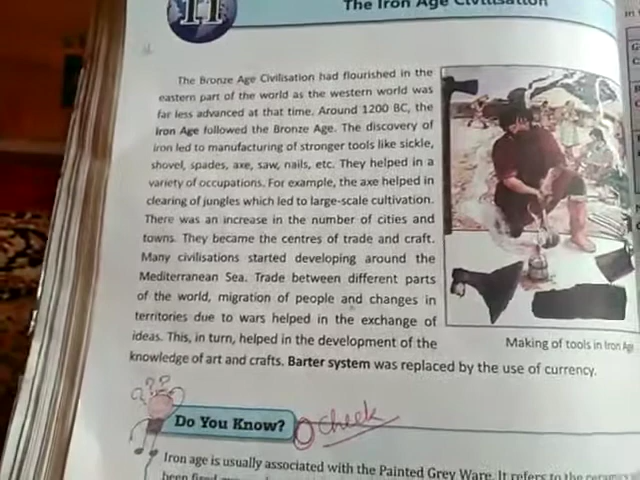 11
The Iron Age Civilisation
The Bronze Age Civilisation had flourished in the
eastern part of the world as the western world was
far less advanced at that time. Around 1200 BC, the
Iron Age followed the Bronze Age. The discovery of
iron led to manufacturing of stronger tools like sickle,
shovel, spades, axe, saw, nails, etc. They helped in a
variety of occupations. For example, the axe helped in
clearing of jungles which led to large-scale cultivation.
There was an increase in the number of cities and
towns. They became the centres of trade and craft.
Many civilisations started developing around the
Mediterranean Sea. Trade between different parts
of the world, migration of people and changes in
territories due to wars helped in the exchange of
ideas. This, in turn, helped in the development of the
knowledge of art and crafts. Barter system was replaced by the use of currency.
Making of tools in Iron Age
???
Do You Know?
check
Iron age is usually associated with the Painted Grey Ware. It refers to the